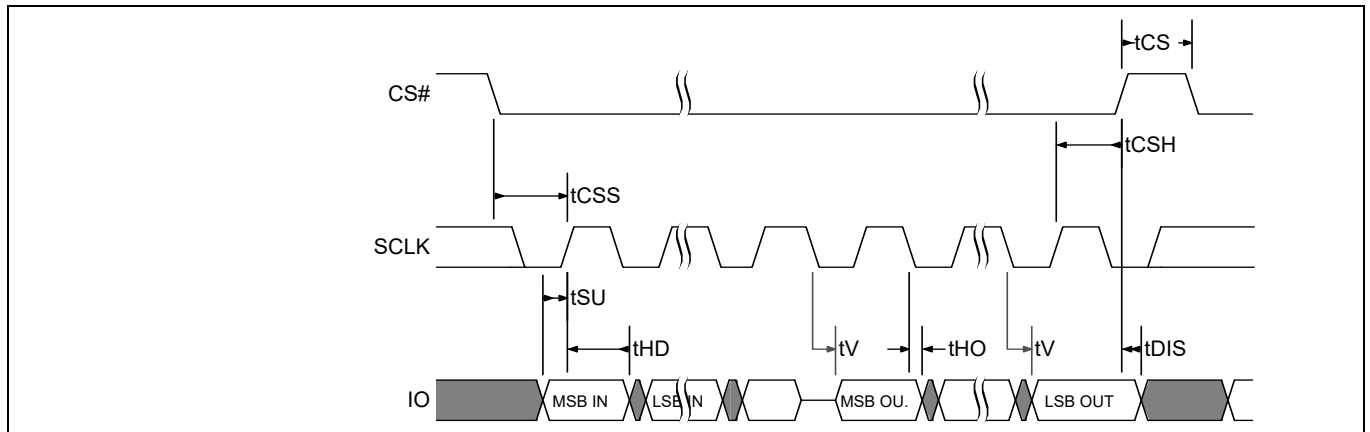 tCS
CS#
tCSH
tCSS
SCLK
tSU
tHD
tV
tHO
tV
tDIS
IO
MSB IN
LSB IN
MSB OU.
LSB OUT